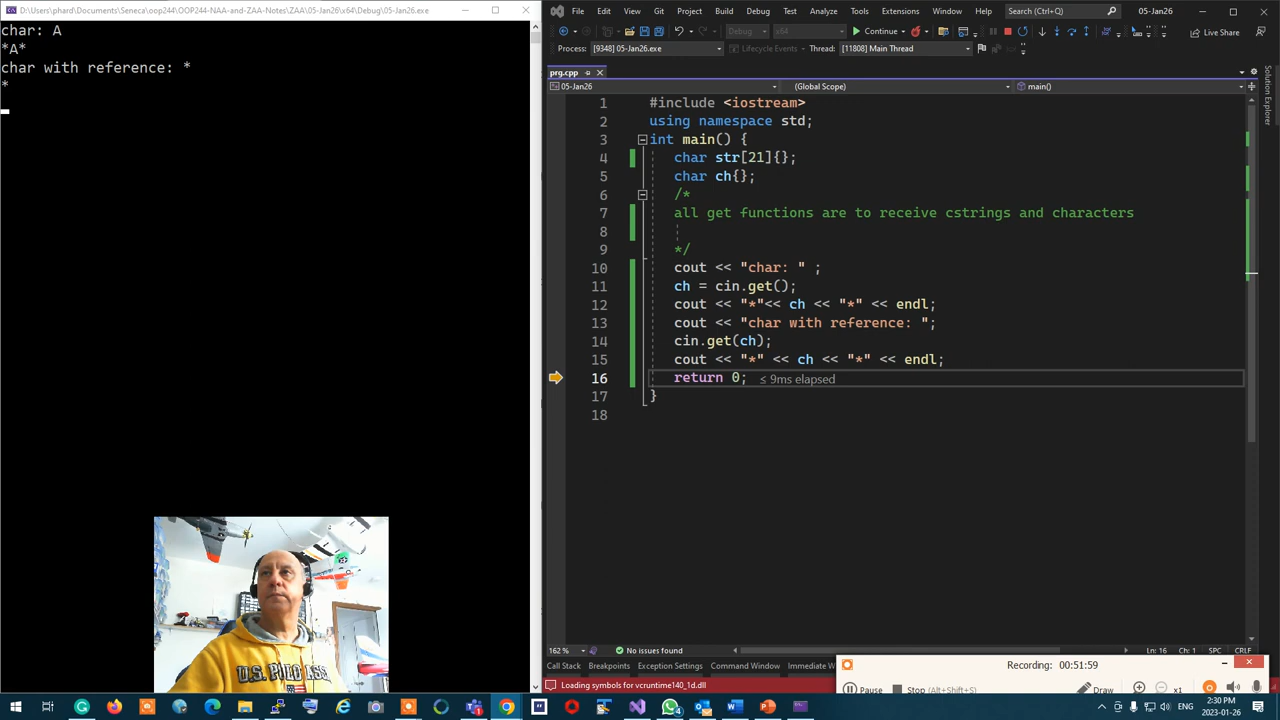 D:\Users\phard\Documents\Seneca\oop244\OOP244-NAA-and-ZAA-Notes\ZAA\05-Jan26\x64\Debug\05-Jan26.exe
char: A
*A*
char with reference: *
*
File Edit View Git Project Build Debug Test Analyze Tools Extensions Window Help Search (Ctrl+Q) 05-Jan26
Debug x64 Continue Live Share
Process: [9348] 05-Jan26.exe Lifecycle Events Thread: [11808] Main Thread
prg.cpp
05-Jan26 (Global Scope) main()
1 #include <iostream>
2 using namespace std;
3 int main() {
4 char str[21]{};
5 char ch{};
6 /*
7 all get functions are to receive cstrings and characters
8
9 */
10 cout << "char: " ;
11 ch = cin.get();
12 cout << "*"<< ch << "*" << endl;
13 cout << "char with reference: ";
14 cin.get(ch);
15 cout << "*" << ch << "*" << endl;
16 return 0; ≤ 9ms elapsed
17 }
18
Solution Explorer
162 % No issues found Ln: 16 Ch: 1 SPC CRLF
Call Stack Breakpoints Exception Settings Command Window Immediate W
Loading symbols for vcruntime140_1d.dll
Recording: 00:51:59
Pause Stop (Alt+Shift+S) Draw x1
U.S. POLO ASS
2:30 PM
2023-01-26